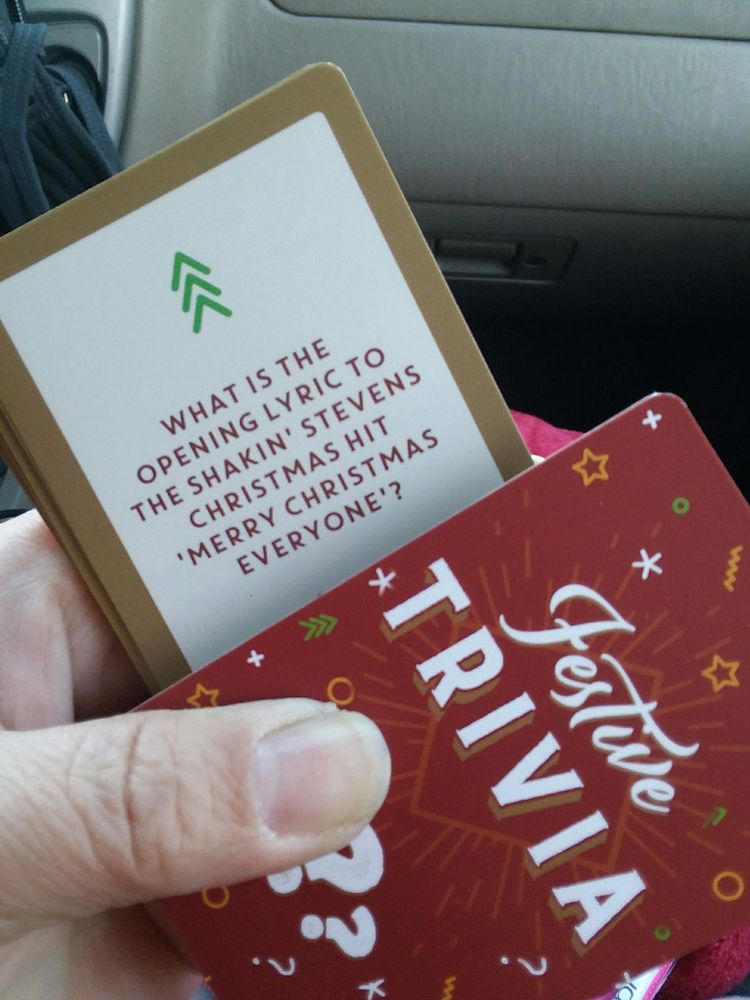 WHAT IS THE
OPENING LYRIC TO
THE SHAKIN' STEVENS
CHRISTMAS HIT
'MERRY CHRISTMAS
EVERYONE'?
Festive
TRIVIA
? ?
? ?